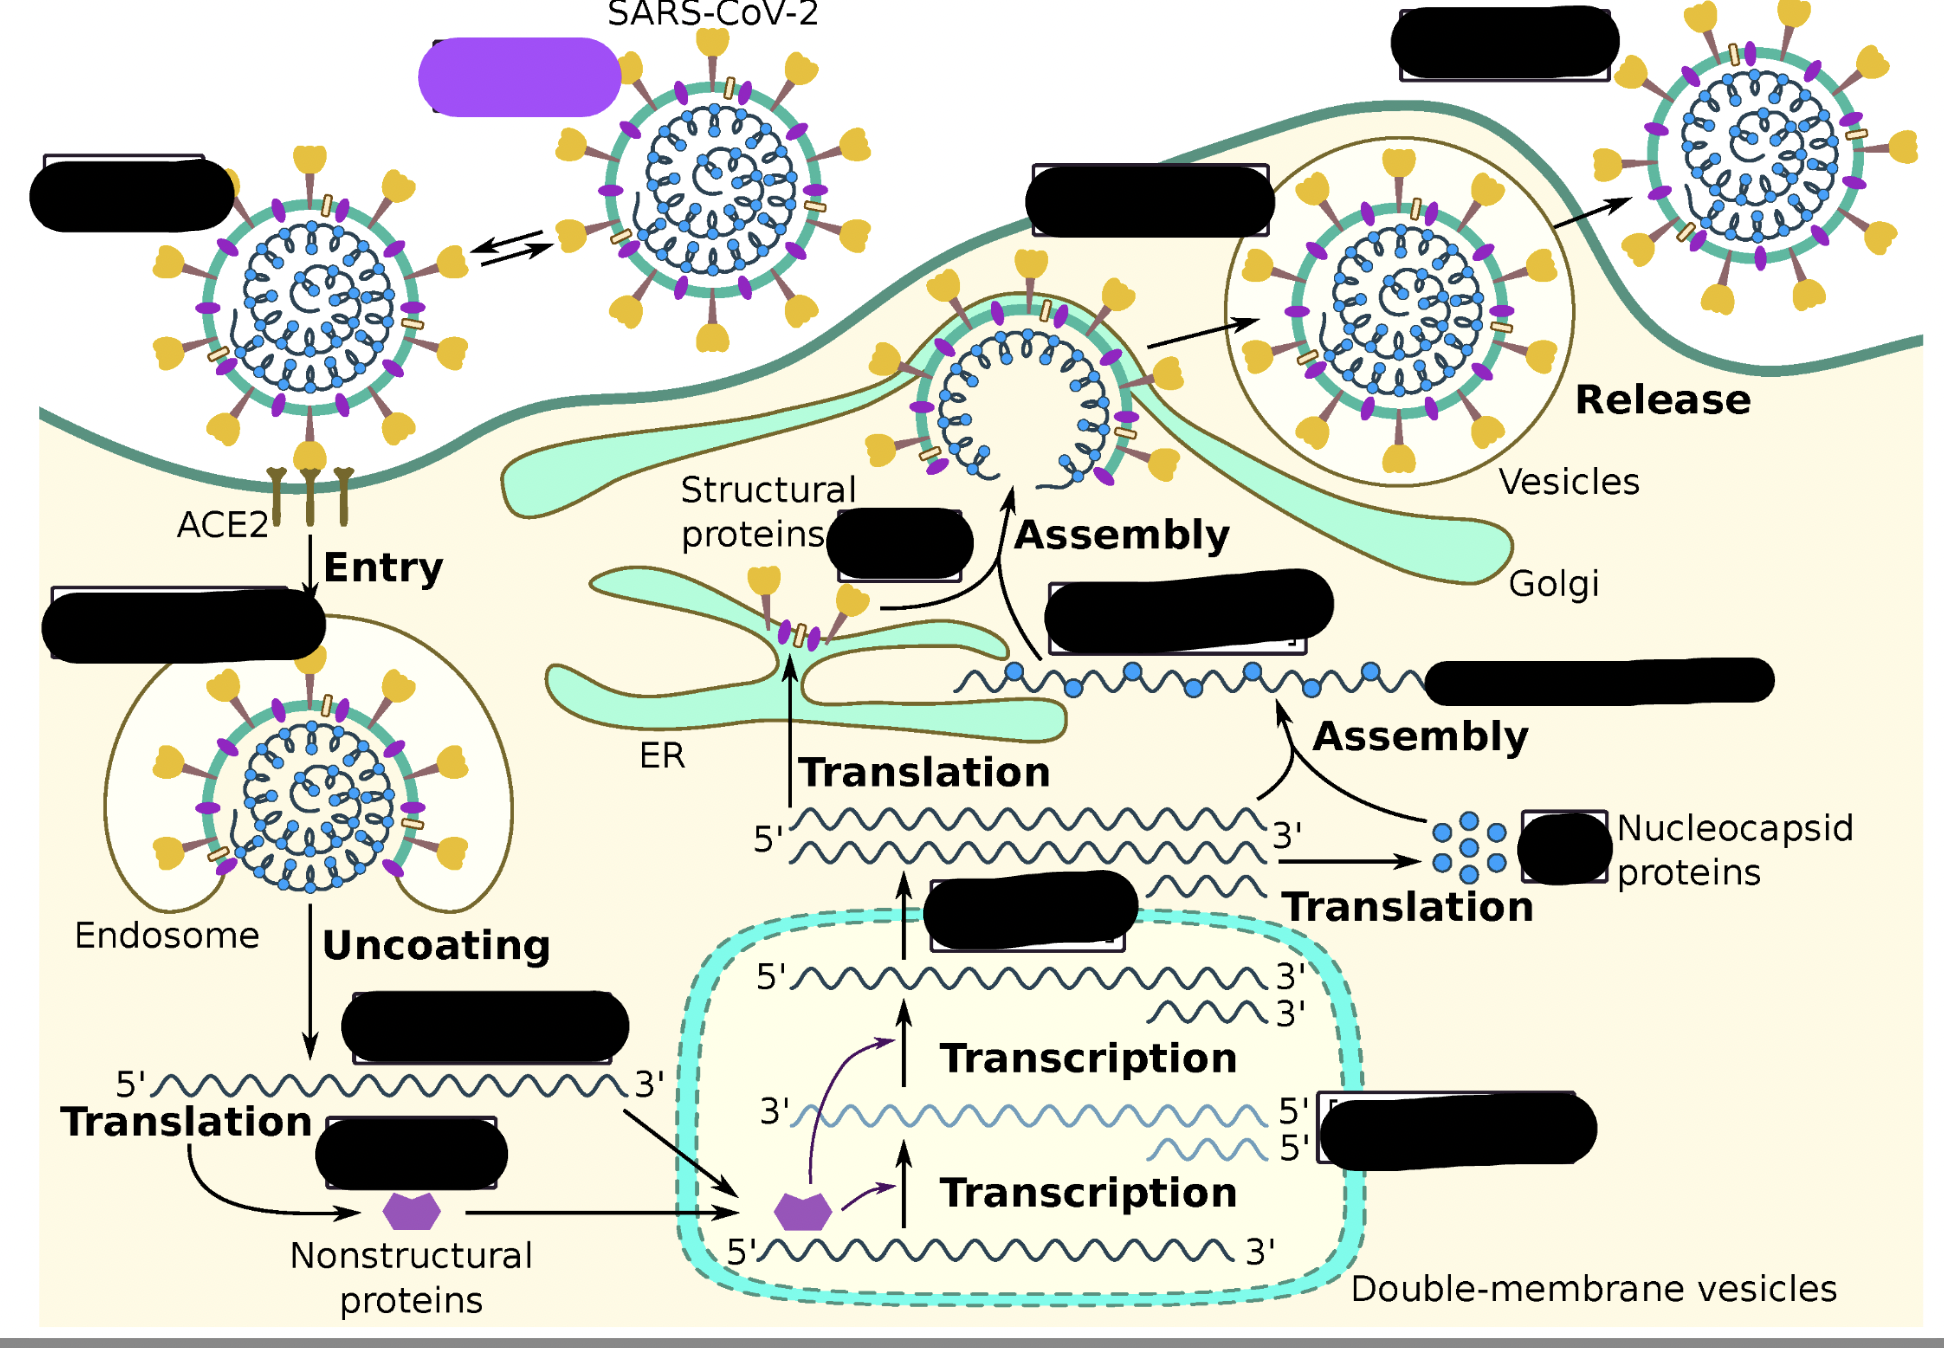 SARS-CoV-2
Release
Vesicles
Structural
proteins
ACE2
Assembly
Entry
Golgi
ER
Assembly
Translation
5'
3'
Nucleocapsid
proteins
Translation
Endosome
Uncoating
5'
3'
3'
Transcription
5'
3'
Translation
3'
5'
5'
Transcription
Nonstructural
proteins
5'
3'
Double-membrane vesicles